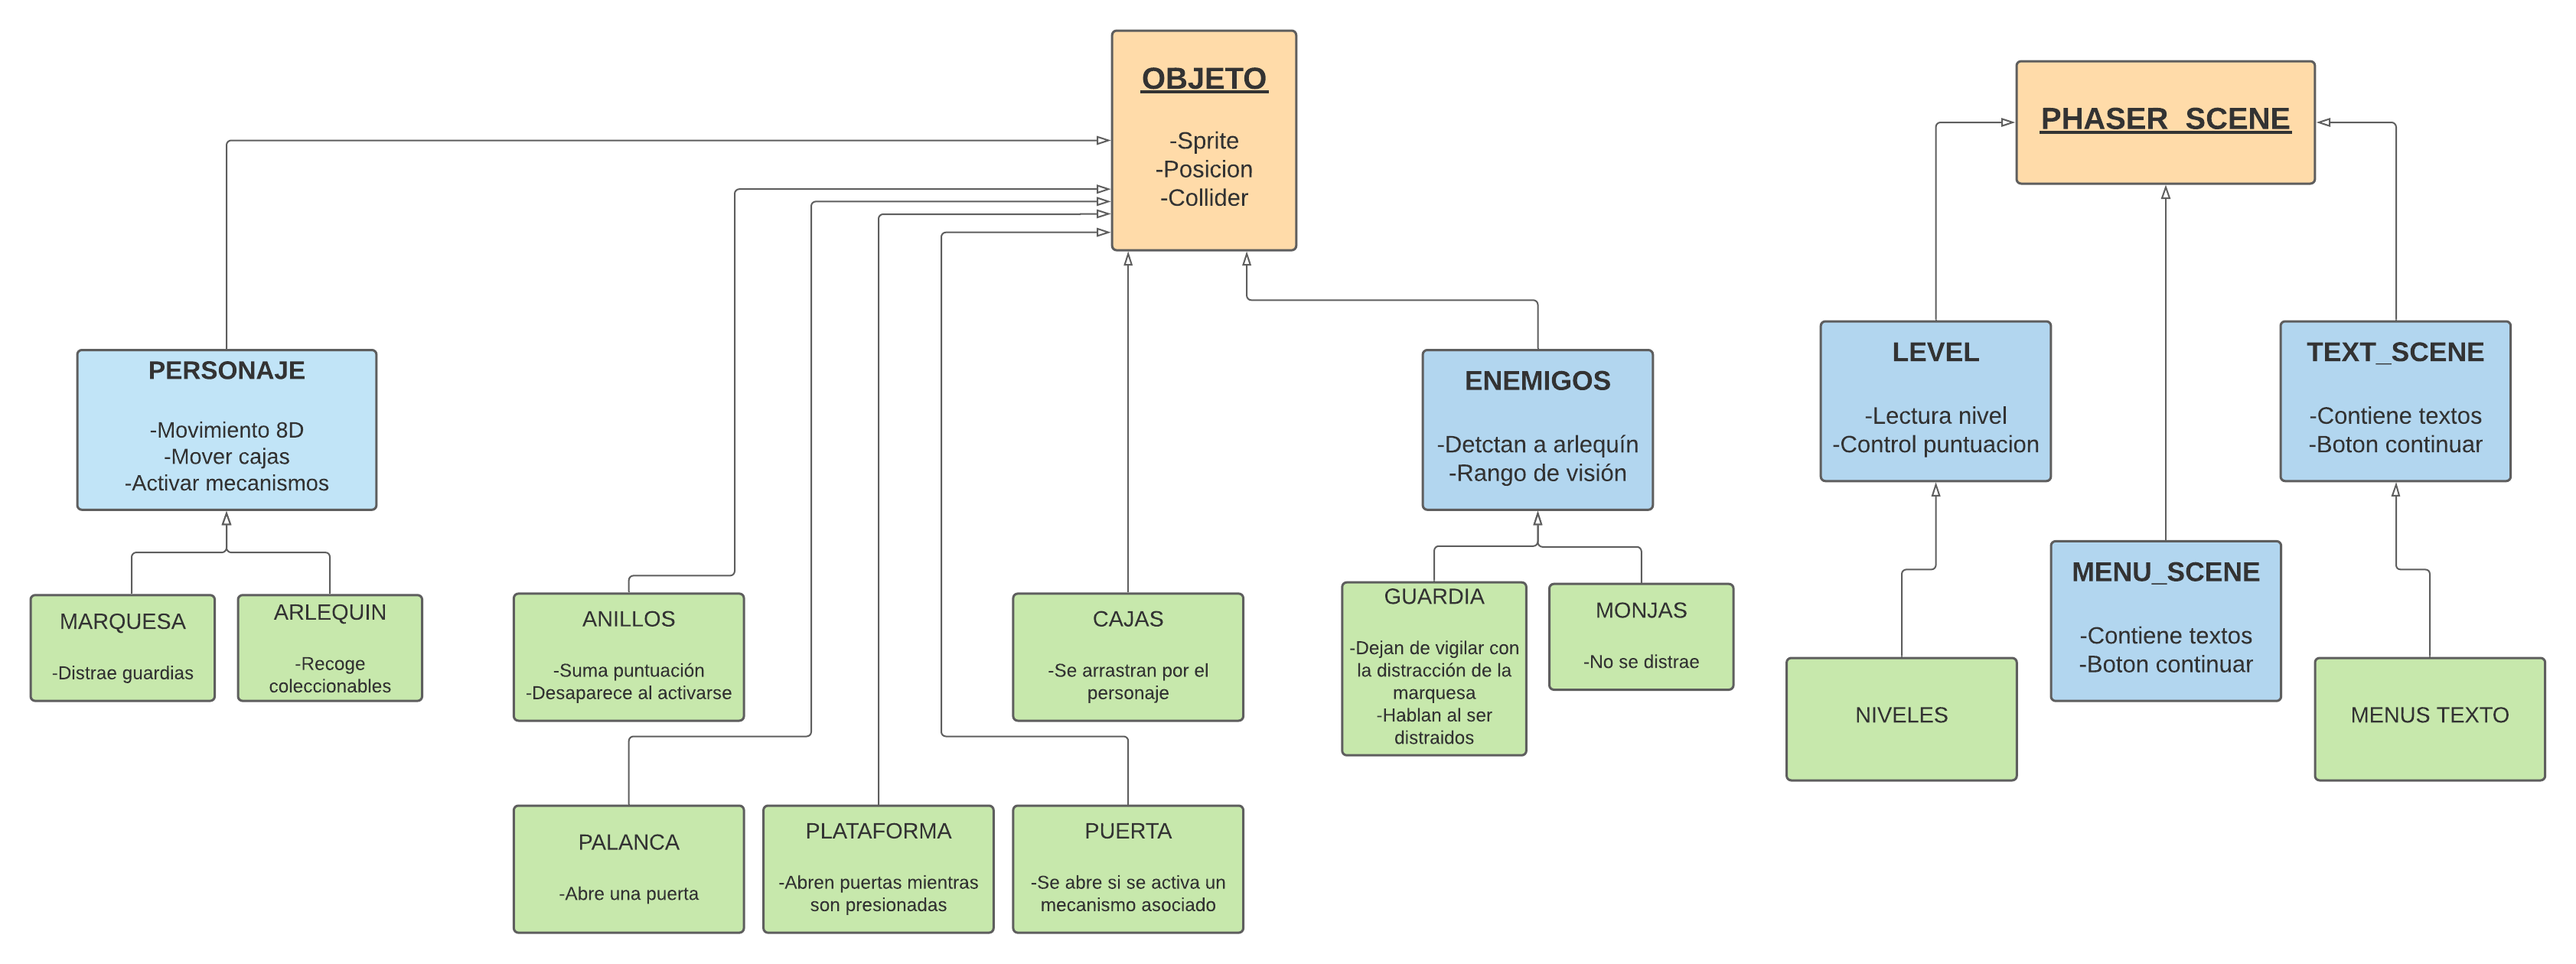 OBJETO
-Sprite
-Posicion
-Collider
PHASER_SCENE
PERSONAJE
-Movimiento 8D
-Mover cajas
-Activar mecanismos
ENEMIGOS
-Detctan a arlequín
-Rango de visión
LEVEL
-Lectura nivel
-Control puntuacion
TEXT_SCENE
-Contiene textos
-Boton continuar
MENU_SCENE
-Contiene textos
-Boton continuar
MARQUESA
-Distrae guardias
ARLEQUIN
-Recoge
coleccionables
ANILLOS
-Suma puntuación
-Desaparece al activarse
CAJAS
-Se arrastran por el
personaje
GUARDIA
-Dejan de vigilar con
la distracción de la
marquesa
-Hablan al ser
distraidos
MONJAS
-No se distrae
NIVELES
MENUS TEXTO
PALANCA
-Abre una puerta
PLATAFORMA
-Abren puertas mientras
son presionadas
PUERTA
-Se abre si se activa un
mecanismo asociado